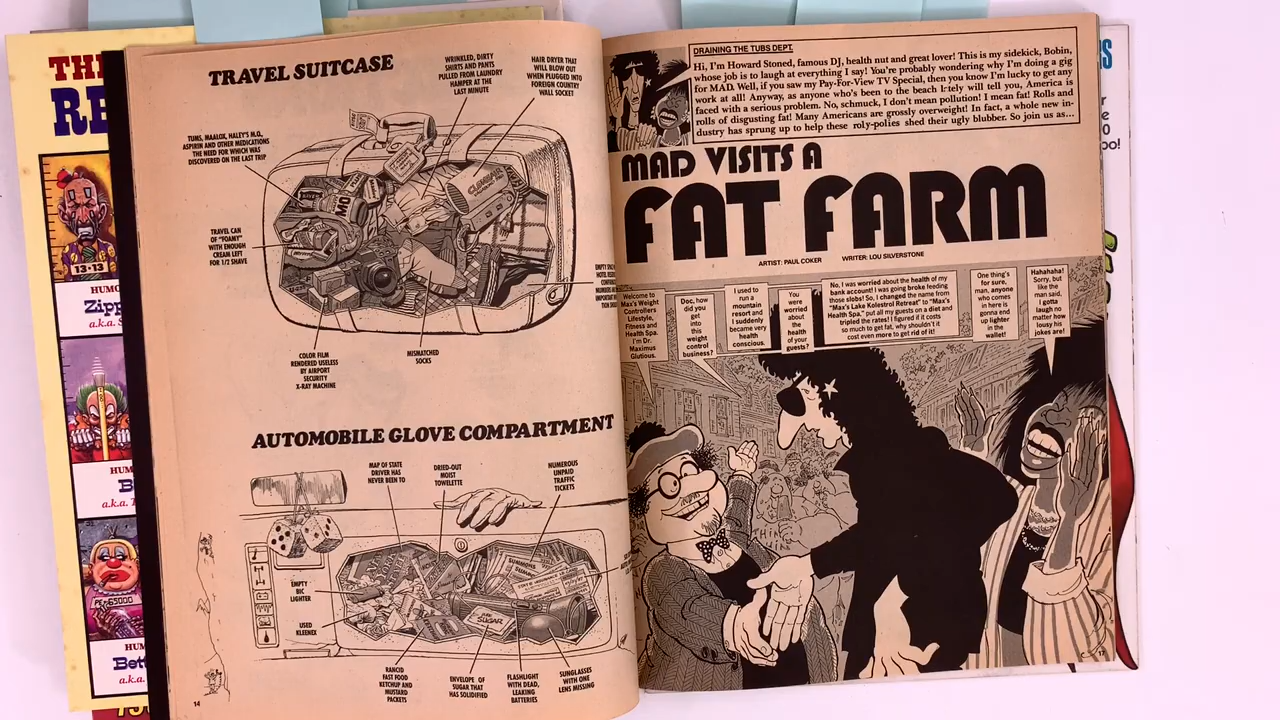 TRAVEL SUITCASE
WRINKLED, DIRTY
SHIRTS AND PANTS
PULLED FROM LAUNDRY
HAMPER AT THE
LAST MINUTE
HAIR DRYER THAT
WILL BLOW OUT
WHEN PLUGGED INTO
FOREIGN COUNTRY
WALL SOCKET
TUMS, MAALOX, HALEY'S M.O.,
ASPIRIN AND OTHER MEDICATIONS
THE NEED FOR WHICH WAS
DISCOVERED ON THE LAST TRIP
TRAVEL CAN
OF "FOAMY"
WITH ENOUGH
CREAM LEFT
FOR 1/2 SHAVE
COLOR FILM
RENDERED USELESS
BY AIRPORT
SECURITY
X-RAY MACHINE
MISMATCHED
SOCKS
AUTOMOBILE GLOVE COMPARTMENT
MAP OF STATE
DRIVER HAS
NEVER BEEN TO
DRIED-OUT
MOIST
TOWELETTE
NUMEROUS
UNPAID
TRAFFIC
TICKETS
EMPTY
BIC
LIGHTER
USED
KLEENEX
SUGAR
RANCID
FAST FOOD
KETCHUP AND
MUSTARD
PACKETS
ENVELOPE OF
SUGAR THAT
HAS SOLIDIFIED
FLASHLIGHT
WITH DEAD,
LEAKING
BATTERIES
SUNGLASSES
WITH ONE
LENS MISSING
14
DRAINING THE TUBS DEPT.
Hi, I'm Howard Stoned, famous DJ, health nut and great lover! This is my sidekick, Bobin,
whose job is to laugh at everything I say! You're probably wondering why I'm doing a gig
for MAD. Well, if you saw my Pay-For-View TV Special, then you know I'm lucky to get any
work at all! Anyway, as anyone who's been to the beach lately will tell you, America is
faced with a serious problem. No, schmuck, I don't mean pollution! I mean fat! Rolls and
rolls of disgusting fat! Many Americans are grossly overweight! In fact, a whole new in-
dustry has sprung up to help these roly-polies shed their ugly blubber. So join us as...
MAD VISITS A
FAT FARM
ARTIST: PAUL COKER WRITER: LOU SILVERSTONE
Welcome to
Max's Weight
Controllers
Lifestyle,
Fitness and
Health Spa.
I'm Dr.
Maximus
Glutious.
Doc, how
did you
get
into
this
weight
control
business?
I used to
run a
mountain
resort and
I suddenly
became very
health
conscious.
You
were
worried
about
the
health
of your
guests?
No, I was worried about the health of my
bank account! I was going broke feeding
those slobs! So, I changed the name from
"Max's Lake Kolestrol Retreat" to "Max's
Health Spa," put all my guests on a diet and
tripled the rates! I figured if it costs
so much to get fat, why shouldn't it
cost even more to get rid of it!
One thing's
for sure,
man, anyone
who comes
in here is
gonna end
up lighter
in the
wallet!
Hahahaha!
Sorry, but
like the
man said,
I gotta
laugh no
matter how
lousy his
jokes are!
17
13-13
Zipp
a.k.a.
a.k.a.
Bett
a.k.a.